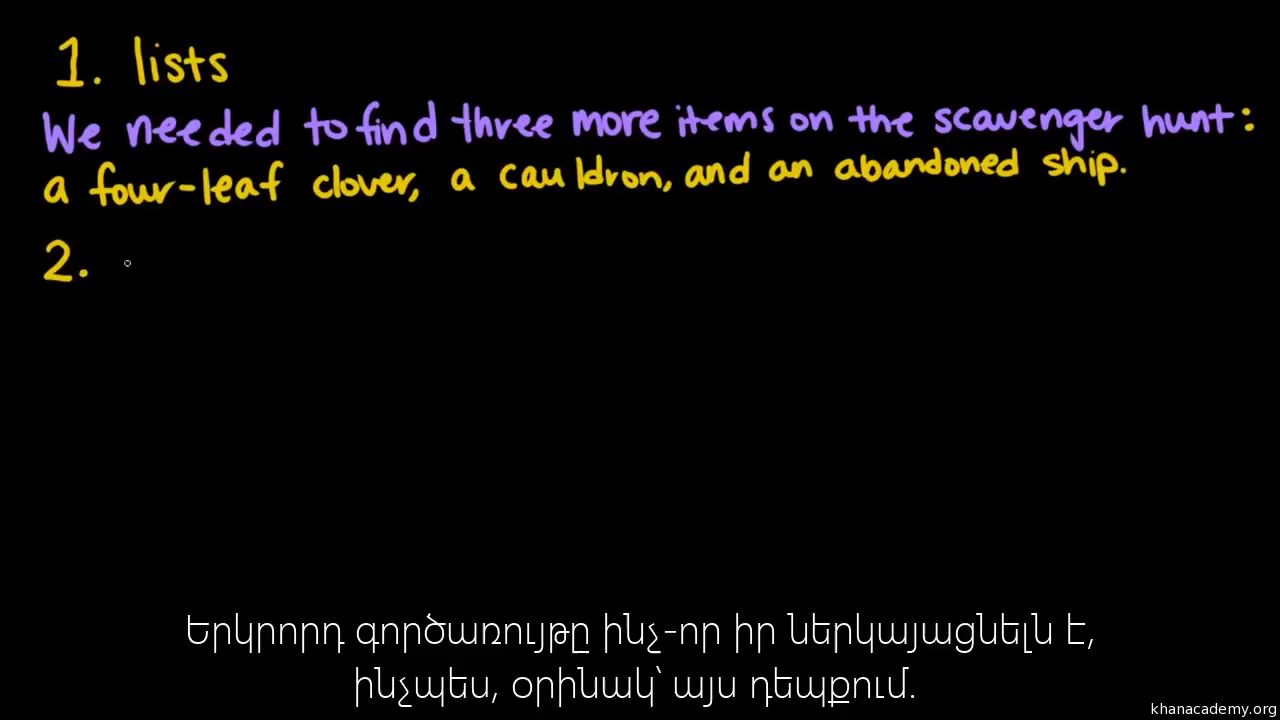 1. lists
We needed to find three more items on the scavenger hunt:
a four-leaf clover, a cauldron, and an abandoned ship.
2.
Երկրորդ գործառույթը ինչ-որ իր ներկայացնելն է,
ինչպես, օրինակ՝ այս դեպքում.
khanacademy.org